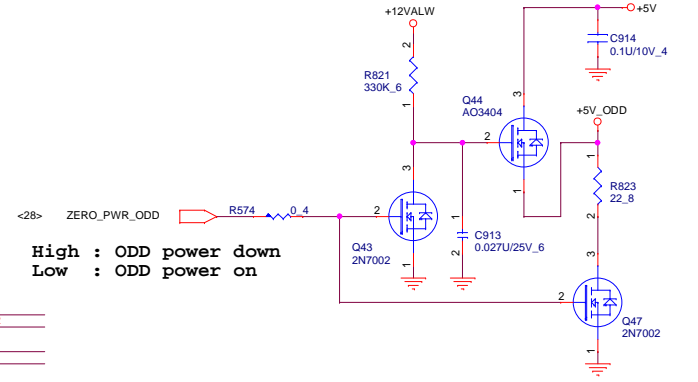 +12VALW
+5V
C914
0.1U/10V_4
2
R821
330K_6
1
Q44
AO3404
3
+5V_ODD
2
1
1
R823
22_8
2
3
<28>
ZERO_PWR_ODD
R574
0_4
2
Q43
2N7002
1
1
C913
0.027U/25V_6
2
High : ODD power down
Low : ODD power on
3
2
Q47
2N7002
1